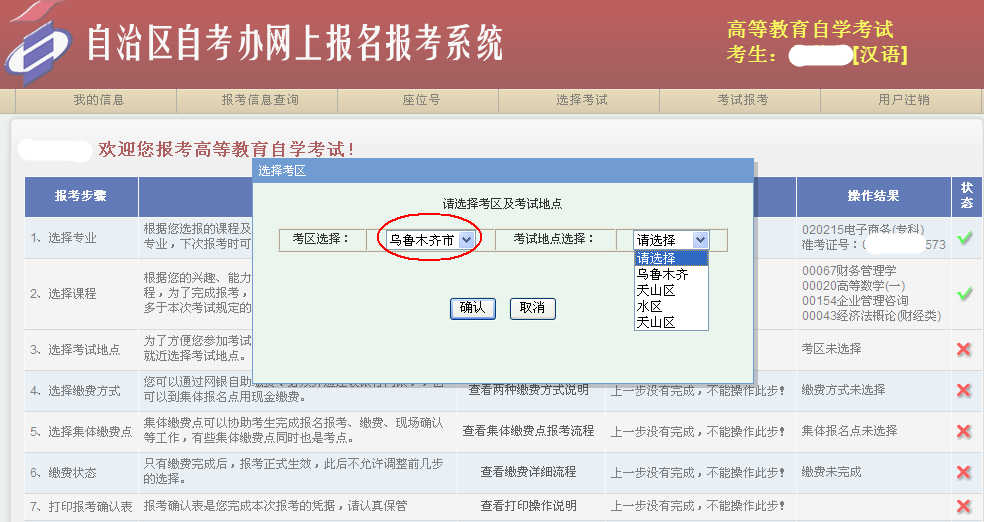 自治区自考办网上报名报考系统
高等教育自学考试
考生：[汉语]
我的信息 报考信息查询 座位号 选择考试 考试报考 用户注销
欢迎您报考高等教育自学考试！
选择考区
请选择考区及考试地点
考区选择： 乌鲁木齐市 考试地点选择： 请选择
请选择
乌鲁木齐
天山区
水区
天山区
确认 取消
报考步骤 操作结果 状态
1、选择专业 根据您选报的课程及
专业，下次报考时可
020215电子商务(专科)
准考证号：0 573
2、选择课程 根据您的兴趣、能力
程，为了完成报考，
多于本次考试规定的
00067财务管理学
00020高等数学(一)
00154企业管理咨询
00043经济法概论(财经类)
3、选择考试地点 为了方便您参加考试
就近选择考试地点。
考区未选择
4、选择缴费方式 您可以通过网银自助
可以到集体报名点用现金缴费。
查看两种缴费方式说明 上一步没有完成，不能操作此步！ 缴费方式未选择
5、选择集体缴费点 集体缴费点可以协助考生完成报名报考、缴费、现场确认
等工作，有些集体缴费点同时也是考点。
查看集体缴费点报考流程 上一步没有完成，不能操作此步！ 集体报名点未选择
6、缴费状态 只有缴费完成后，报考正式生效，此后不允许调整前几步
的选择。
查看缴费详细流程 上一步没有完成，不能操作此步！ 缴费未完成
7、打印报考确认表 报考确认表是您完成本次报考的凭据，请认真保管 查看打印操作说明 上一步没有完成，不能操作此步！